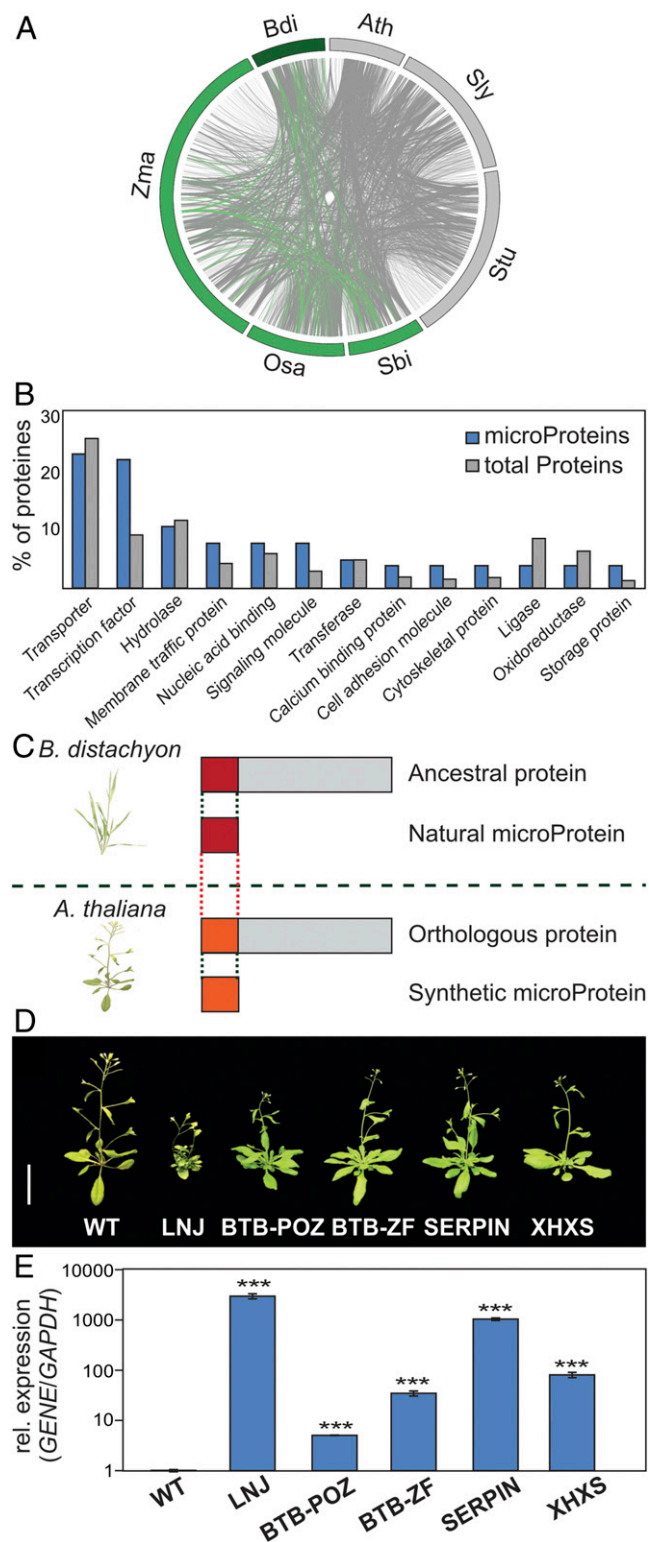 A
Bdi
Ath
Sly
Zma
Stu
Osa
Sbi
B
30
20
10
% of proteines
microProteins
total Proteins
Transporter
Transcription factor
Hydrolase
Membrane traffic protein
Nucleic acid binding
Signaling molecule
Transferase
Calcium binding protein
Cell adhesion molecule
Cytoskeletal protein
Ligase
Oxidoreductase
Storage protein
C
B. distachyon
Ancestral protein
Natural microProtein
A. thaliana
Orthologous protein
Synthetic microProtein
D
WT LNJ BTB-POZ BTB-ZF SERPIN XHXS
E
rel. expression
(GENE/GAPDH)
10000
1000
100
10
1
***
***
***
***
***
WT
LNJ
BTB-POZ
BTB-ZF
SERPIN
XHXS